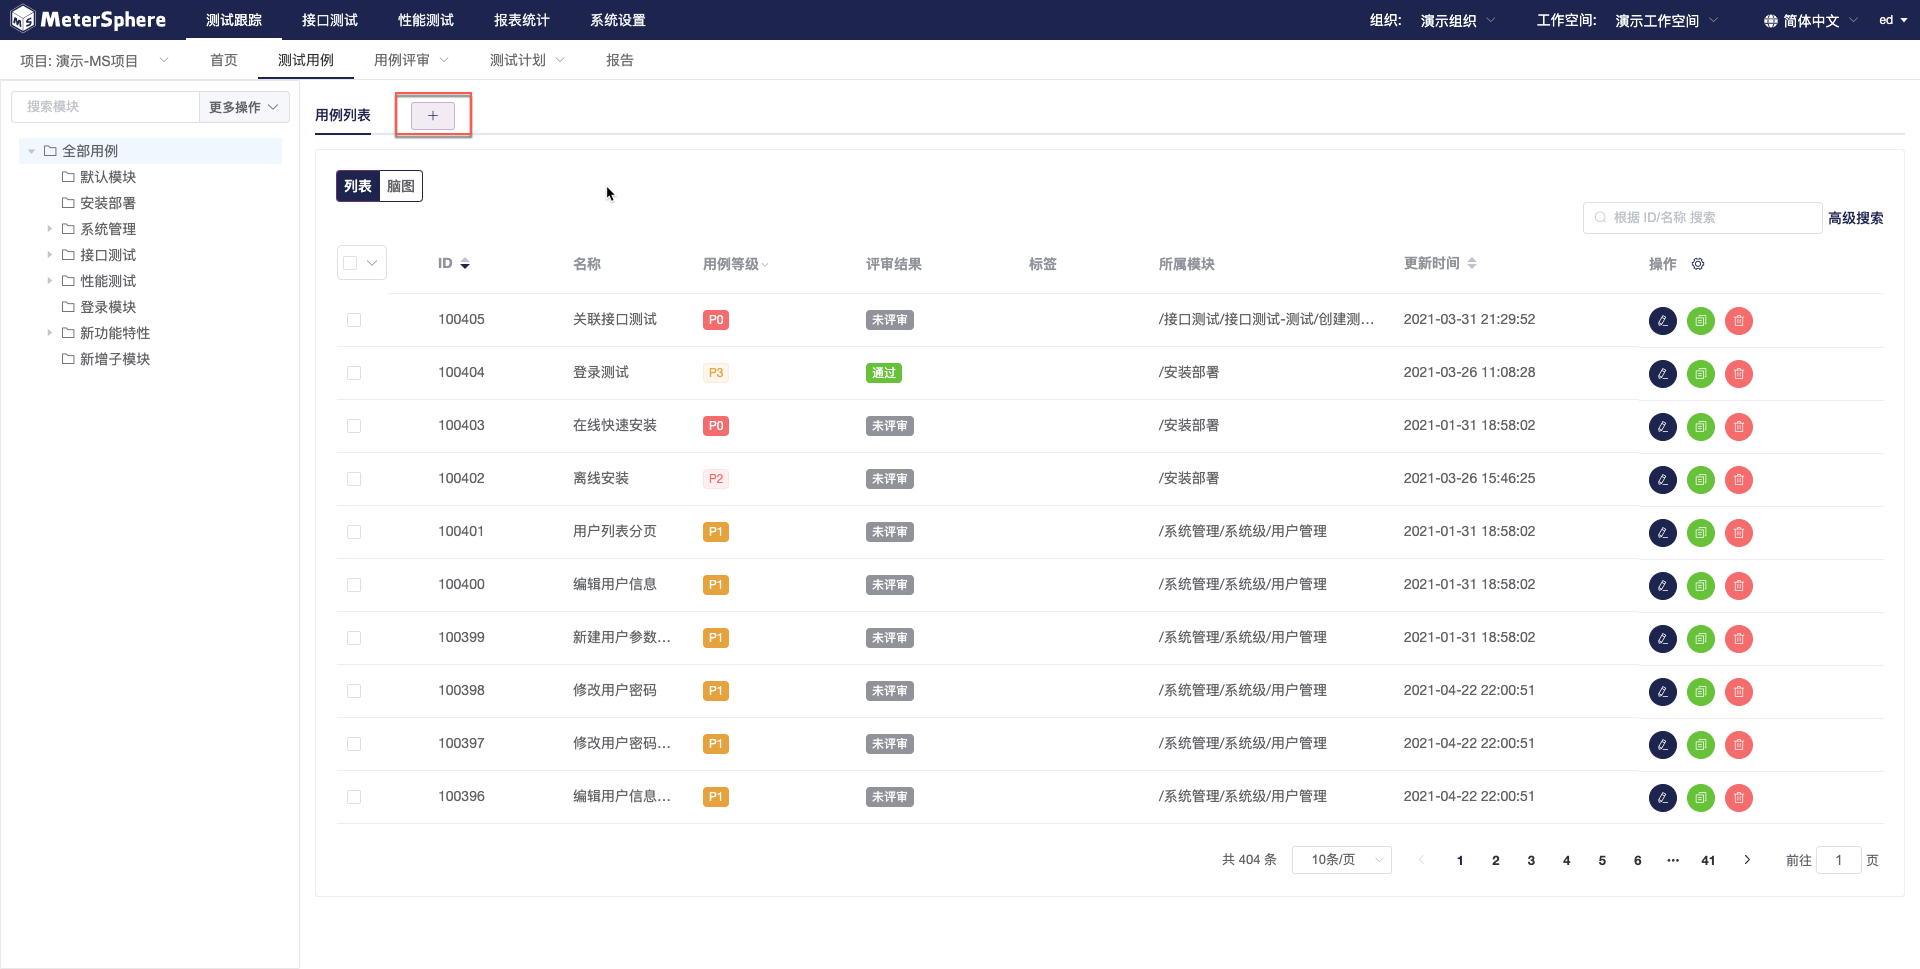 MeterSphere 测试跟踪 接口测试 性能测试 报表统计 系统设置 组织: 演示组织 工作空间: 演示工作空间 简体中文 ed
项目: 演示-MS项目 首页 测试用例 用例评审 测试计划 报告
搜索模块 更多操作
全部用例
默认模块
安装部署
系统管理
接口测试
性能测试
登录模块
新功能特性
新增子模块
用例列表 +
列表 脑图
根据 ID/名称 搜索 高级搜索
ID 名称 用例等级 评审结果 标签 所属模块 更新时间 操作
100405 关联接口测试 P0 未评审 /接口测试/接口测试-测试/创建测... 2021-03-31 21:29:52
100404 登录测试 P3 通过 /安装部署 2021-03-26 11:08:28
100403 在线快速安装 P0 未评审 /安装部署 2021-01-31 18:58:02
100402 离线安装 P2 未评审 /安装部署 2021-03-26 15:46:25
100401 用户列表分页 P1 未评审 /系统管理/系统级/用户管理 2021-01-31 18:58:02
100400 编辑用户信息 P1 未评审 /系统管理/系统级/用户管理 2021-01-31 18:58:02
100399 新建用户参数... P1 未评审 /系统管理/系统级/用户管理 2021-01-31 18:58:02
100398 修改用户密码 P1 未评审 /系统管理/系统级/用户管理 2021-04-22 22:00:51
100397 修改用户密码... P1 未评审 /系统管理/系统级/用户管理 2021-04-22 22:00:51
100396 编辑用户信息... P1 未评审 /系统管理/系统级/用户管理 2021-04-22 22:00:51
共 404 条 10条/页 1 2 3 4 5 6 ... 41 前往 1 页